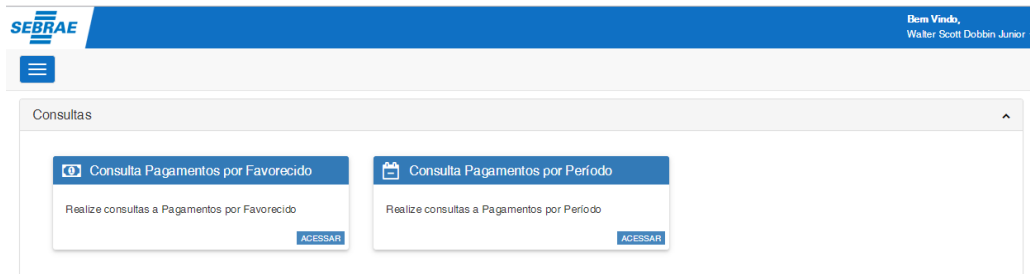 SEBRAE
Bem Vindo,
Walter Scott Dobbin Junior
Consultas
Consulta Pagamentos por Favorecido
Realize consultas a Pagamentos por Favorecido
ACESSAR
Consulta Pagamentos por Período
Realize consultas a Pagamentos por Período
ACESSAR